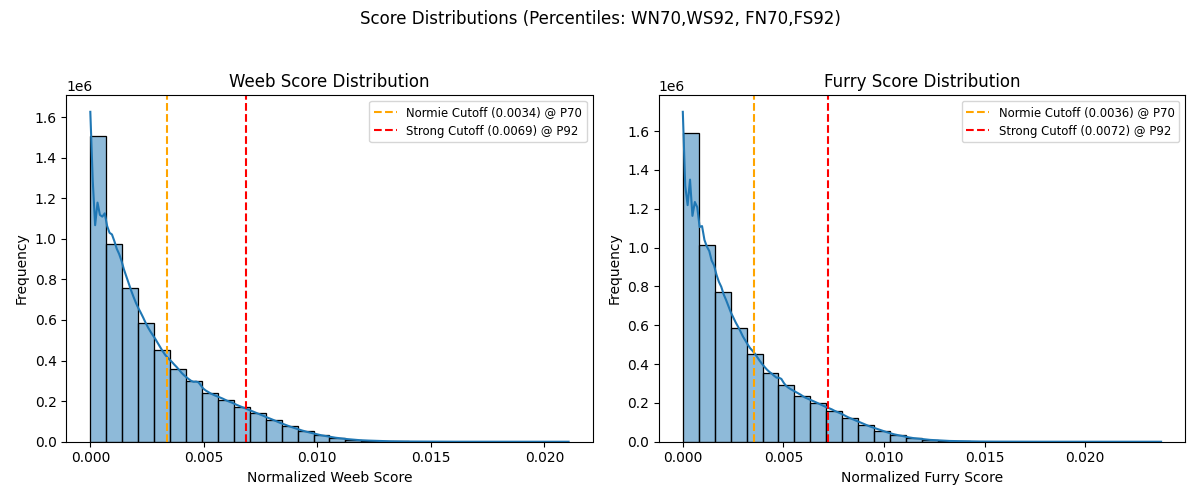 Score Distributions (Percentiles: WN70,WS92, FN70,FS92)
Weeb Score Distribution
1e6
Normie Cutoff (0.0034) @ P70
Strong Cutoff (0.0069) @ P92
1.6
1.4
1.2
1.0
0.8
0.6
0.4
0.2
0.0
Frequency
0.000 0.005 0.010 0.015 0.020
Normalized Weeb Score
Furry Score Distribution
1e6
Normie Cutoff (0.0036) @ P70
Strong Cutoff (0.0072) @ P92
1.6
1.4
1.2
1.0
0.8
0.6
0.4
0.2
0.0
Frequency
0.000 0.005 0.010 0.015 0.020
Normalized Furry Score